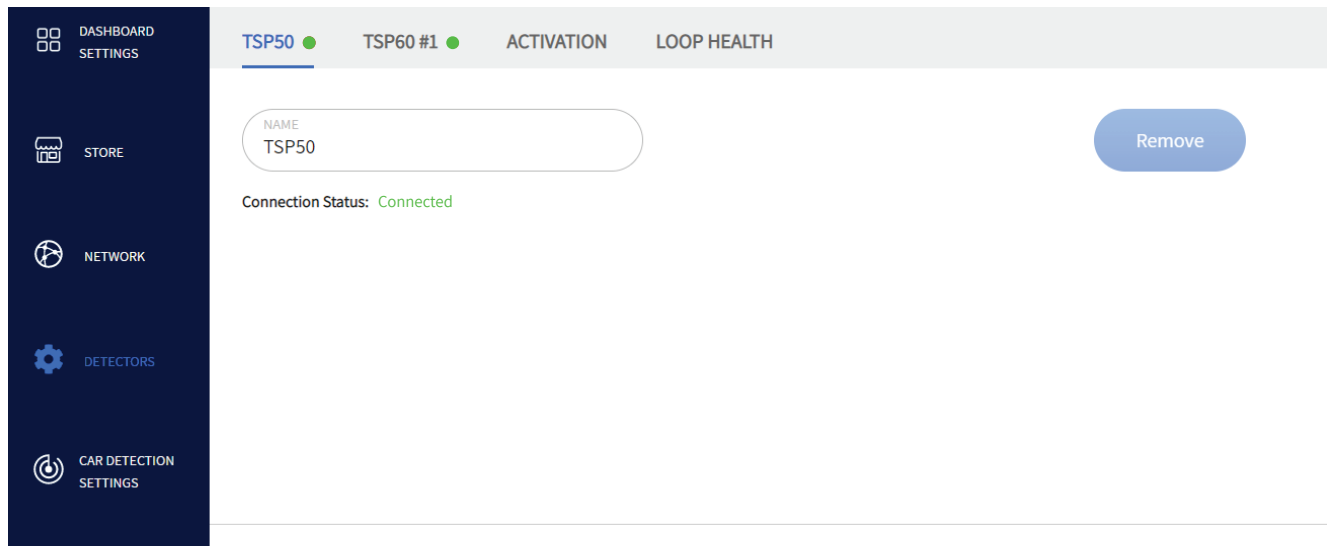 DASHBOARD
SETTINGS
STORE
NETWORK
DETECTORS
CAR DETECTION
SETTINGS
TSP50 TSP60 #1 ACTIVATION LOOP HEALTH
NAME
TSP50
Remove
Connection Status: Connected